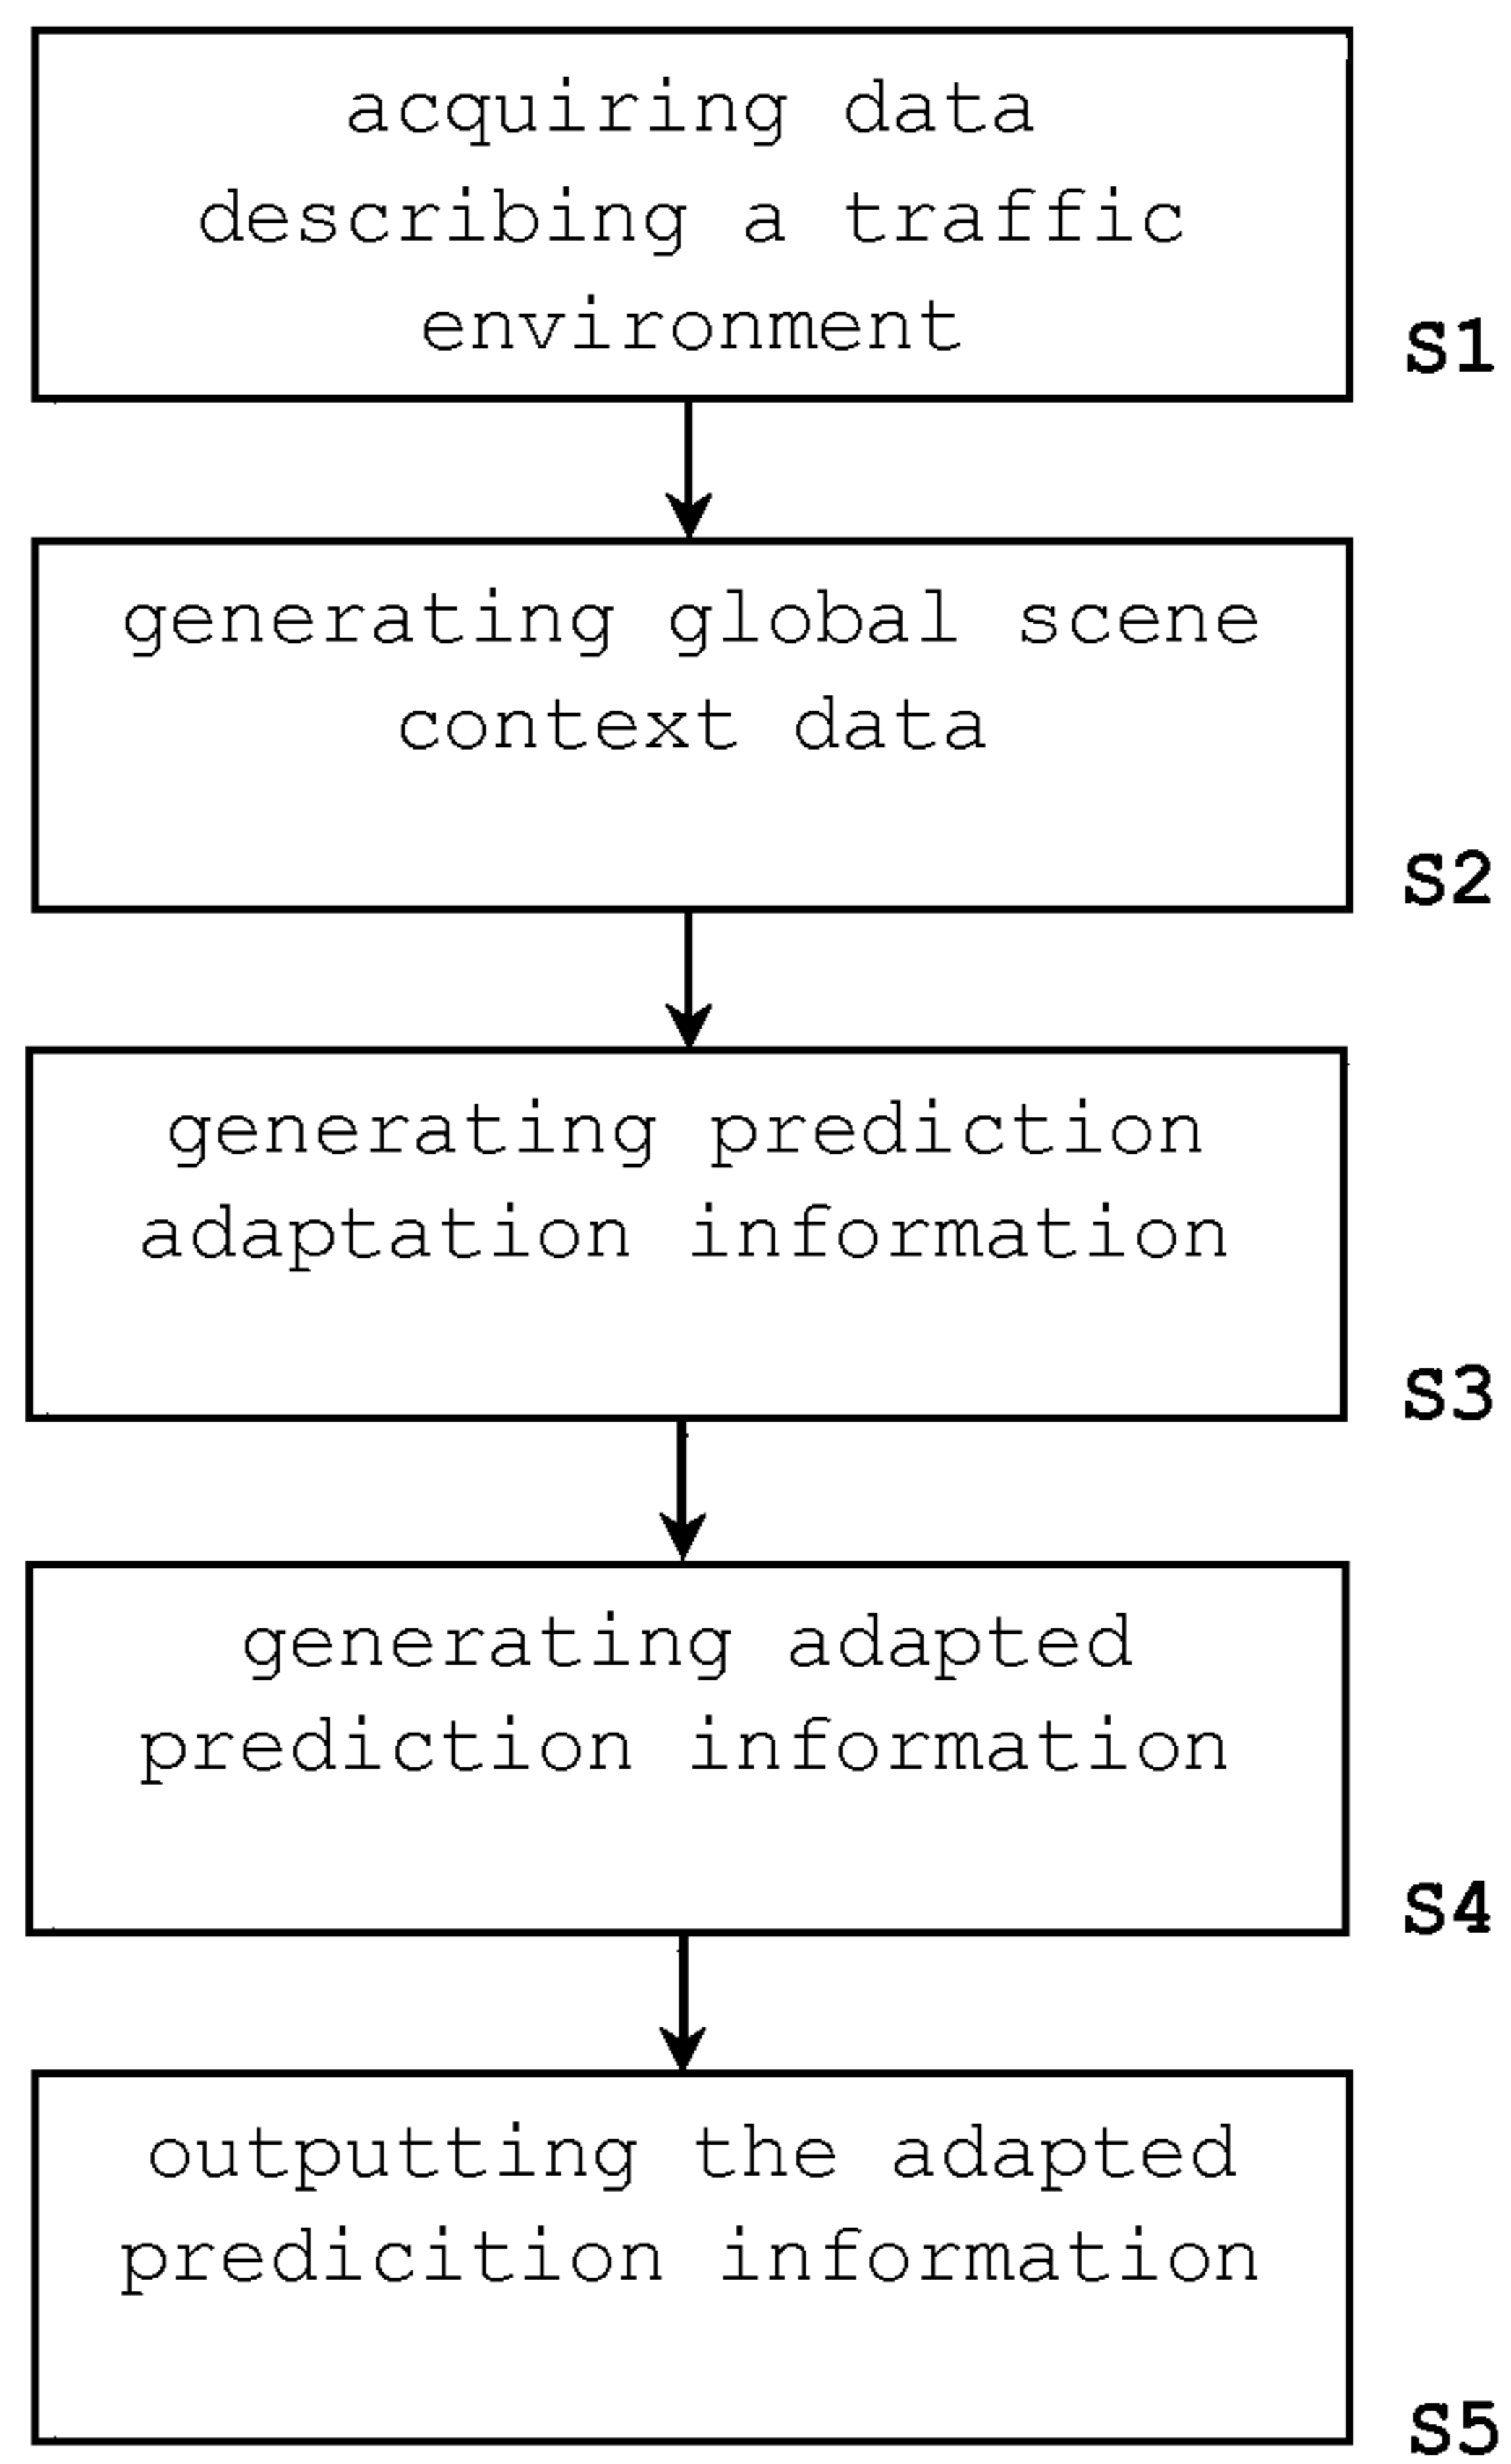 acquiring data
describing a traffic
environment
S1
generating global scene
context data
S2
generating prediction
adaptation information
S3
generating adapted
prediction information
S4
outputting the adapted
predicition information
S5